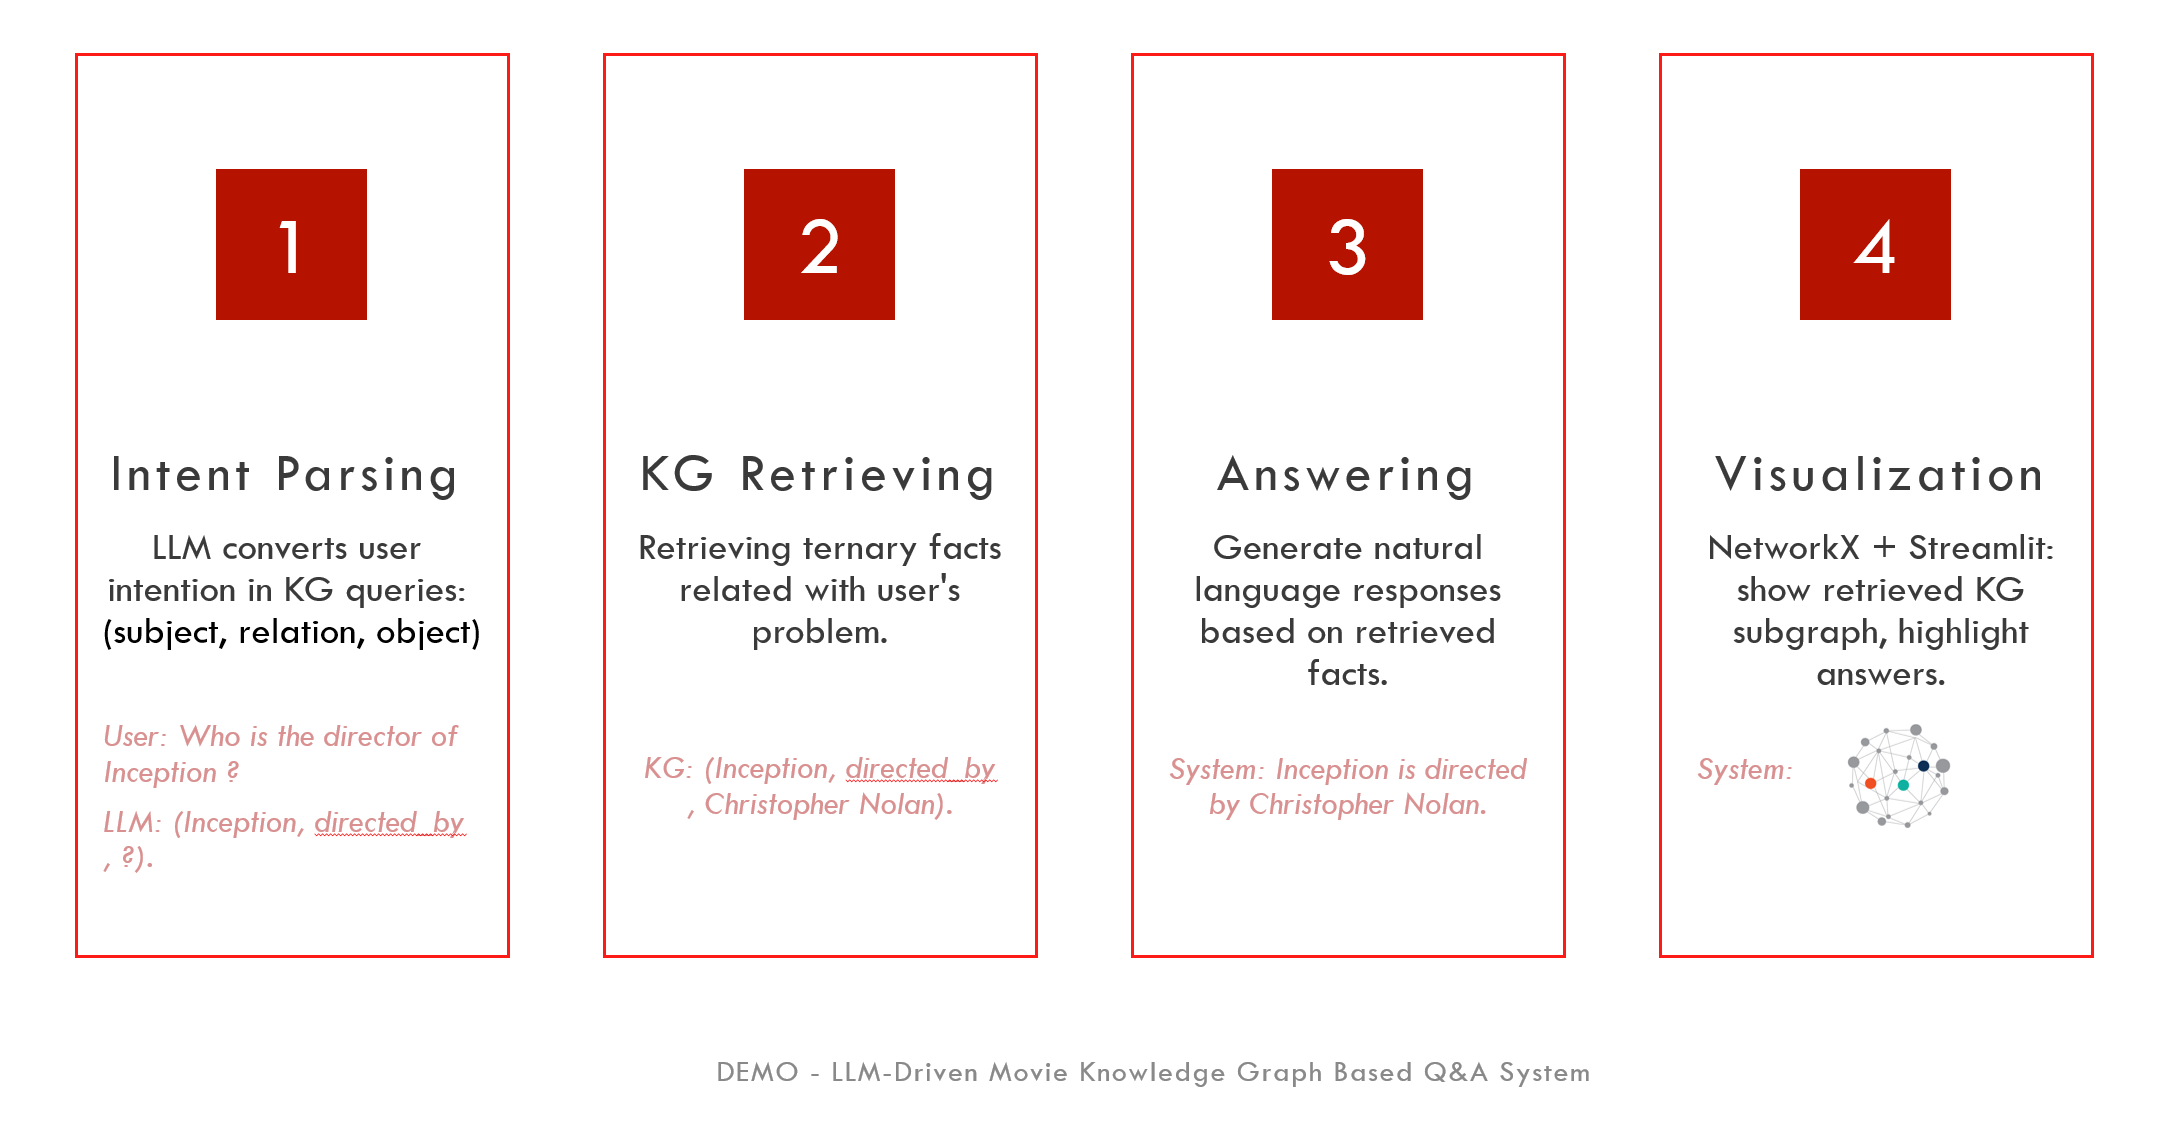 1
Intent Parsing
LLM converts user
intention in KG queries:
(subject, relation, object)
User: Who is the director of
Inception ?
LLM: (Inception, directed_by
, ?).
2
KG Retrieving
Retrieving ternary facts
related with user's
problem.
KG: (Inception, directed_by
, Christopher Nolan).
3
Answering
Generate natural
language responses
based on retrieved
facts.
System: Inception is directed
by Christopher Nolan.
4
Visualization
NetworkX + Streamlit:
show retrieved KG
subgraph, highlight
answers.
System:
DEMO - LLM-Driven Movie Knowledge Graph Based Q&A System